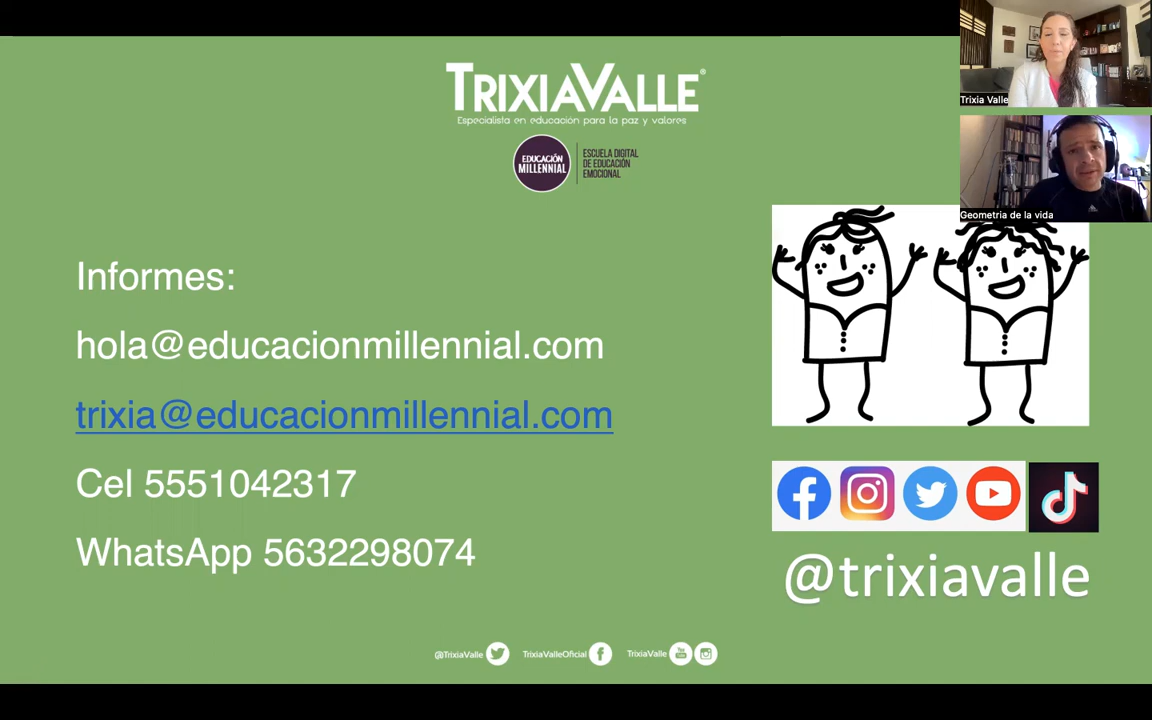 TRIXIAVALLE®
Especialista en educación para la paz y valores
EDUCACIÓN
MILLENNIAL
ESCUELA DIGITAL
DE EDUCACIÓN
EMOCIONAL
Trixia Valle
Geometria de la vida
Informes:
hola@educacionmillennial.com
trixia@educacionmillennial.com
Cel 5551042317
WhatsApp 5632298074
@trixiavalle
@TrixiaValle TrixiaValleOficial TrixiaValle